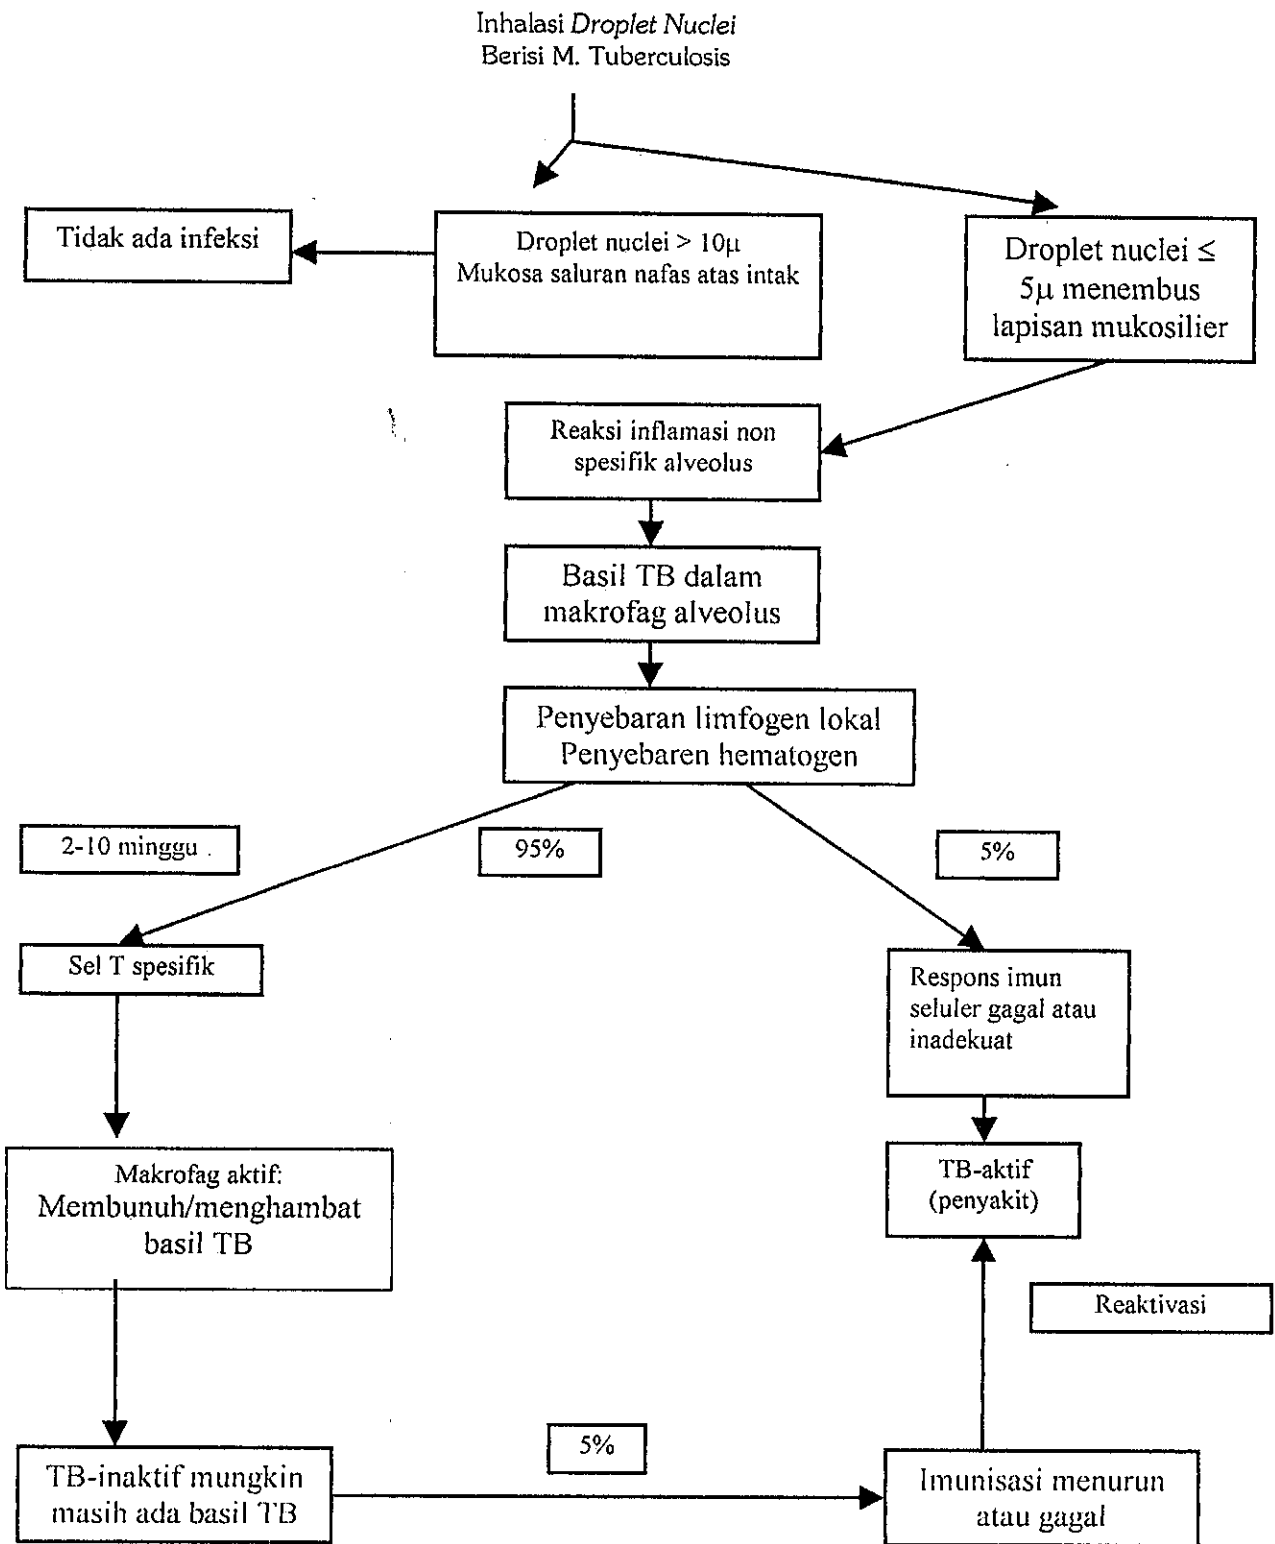 Inhalasi Droplet Nuclei
Berisi M. Tuberculosis
Tidak ada infeksi
Droplet nuclei > 10µ
Mukosa saluran nafas atas intak
Droplet nuclei ≤
5µ menembus
lapisan mukosilier
Reaksi inflamasi non
spesifik alveolus
Basil TB dalam
makrofag alveolus
Penyebaran limfogen lokal
Penyebaren hematogen
2-10 minggu
95%
5%
Sel T spesifik
Respons imun
seluler gagal atau
inadekuat
Makrofag aktif:
Membunuh/menghambat
basil TB
TB-aktif
(penyakit)
Reaktivasi
5%
TB-inaktif mungkin
masih ada basil TB
Imunisasi menurun
atau gagal